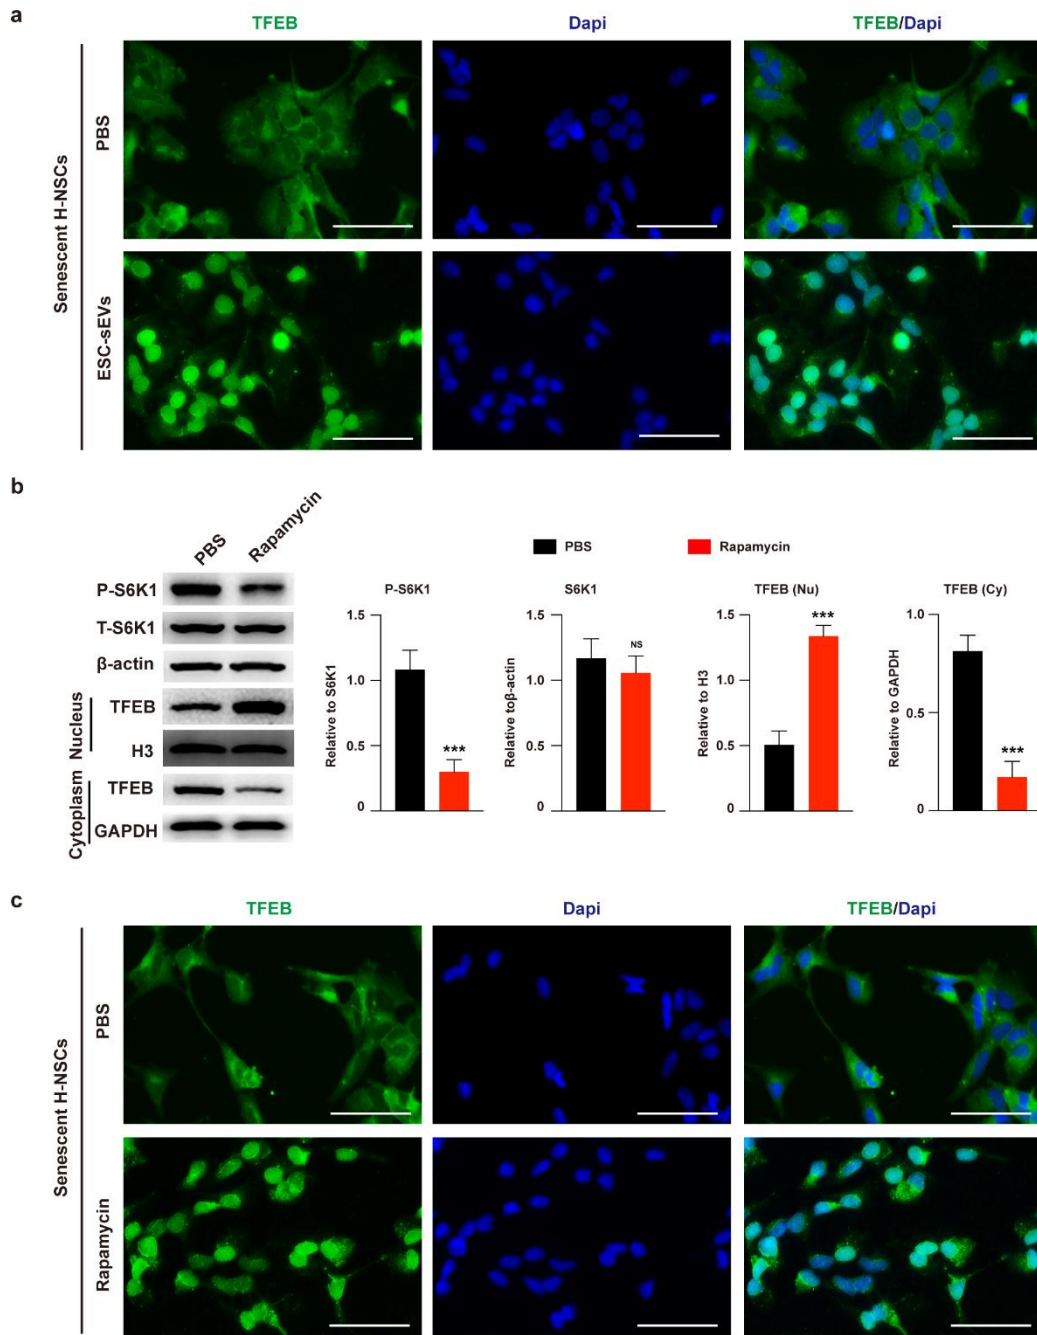 a
TFEB
Dapi
TFEB/Dapi
Senescent H-NSCs
PBS
ESC-sEVs
b
PBS
Rapamycin
P-S6K1
T-S6K1
β-actin
Nucleus
TFEB
H3
Cytoplasm
TFEB
GAPDH
PBS
Rapamycin
P-S6K1
Relative to S6K1
1.5
1.0
0.5
0
***
S6K1
Relative toβ-actin
1.5
1.0
0.5
0
NS
TFEB (Nu)
Relative to H3
1.5
1.0
0.5
0
***
TFEB (Cy)
Relative to GAPDH
1.0
0.5
0
***
c
TFEB
Dapi
TFEB/Dapi
Senescent H-NSCs
PBS
Rapamycin